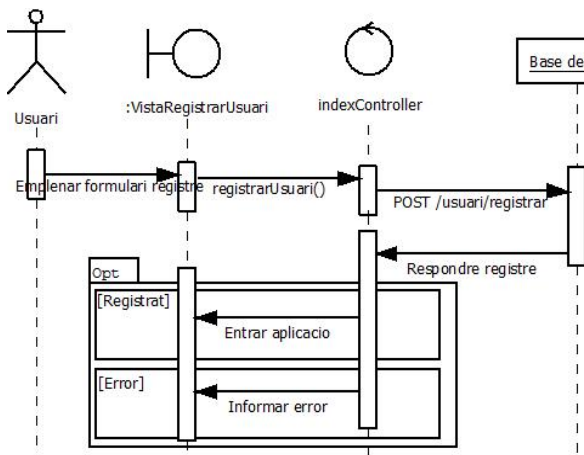 Base de
Usuari
:VistaRegistrarUsuari
indexController
Emplenar formulari registre
registrarUsuari()
POST /usuari/registrar
Respondre registre
Opt
[Registrat]
Entrar aplicacio
[Error]
Informar error